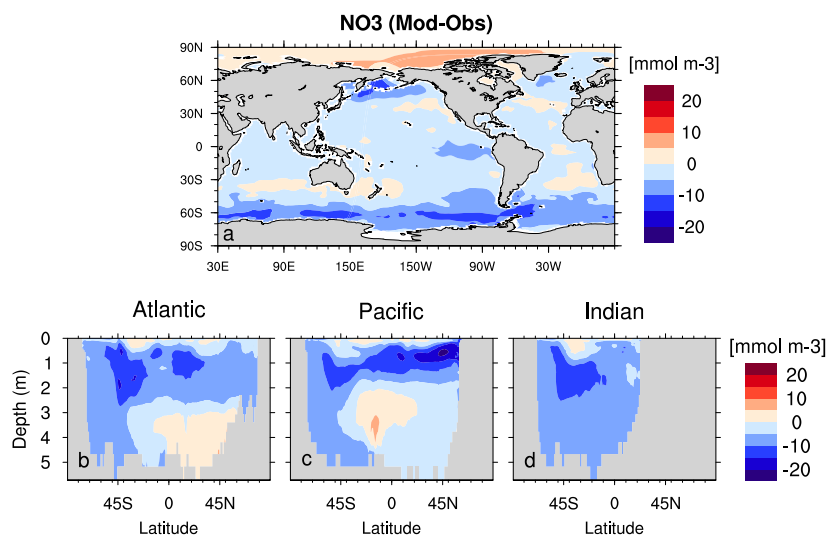 NO3 (Mod-Obs)
[mmol m-3]
90N
60N
30N
0
30S
60S
90S
a
30E 90E 150E 150W 90W 30W
20
10
0
-10
-20
Atlantic Pacific Indian
[mmol m-3]
Depth (m)
0
1
2
3
4
5
b c d
45S 0 45N 45S 0 45N 45S 0 45N
Latitude Latitude Latitude
20
10
0
-10
-20